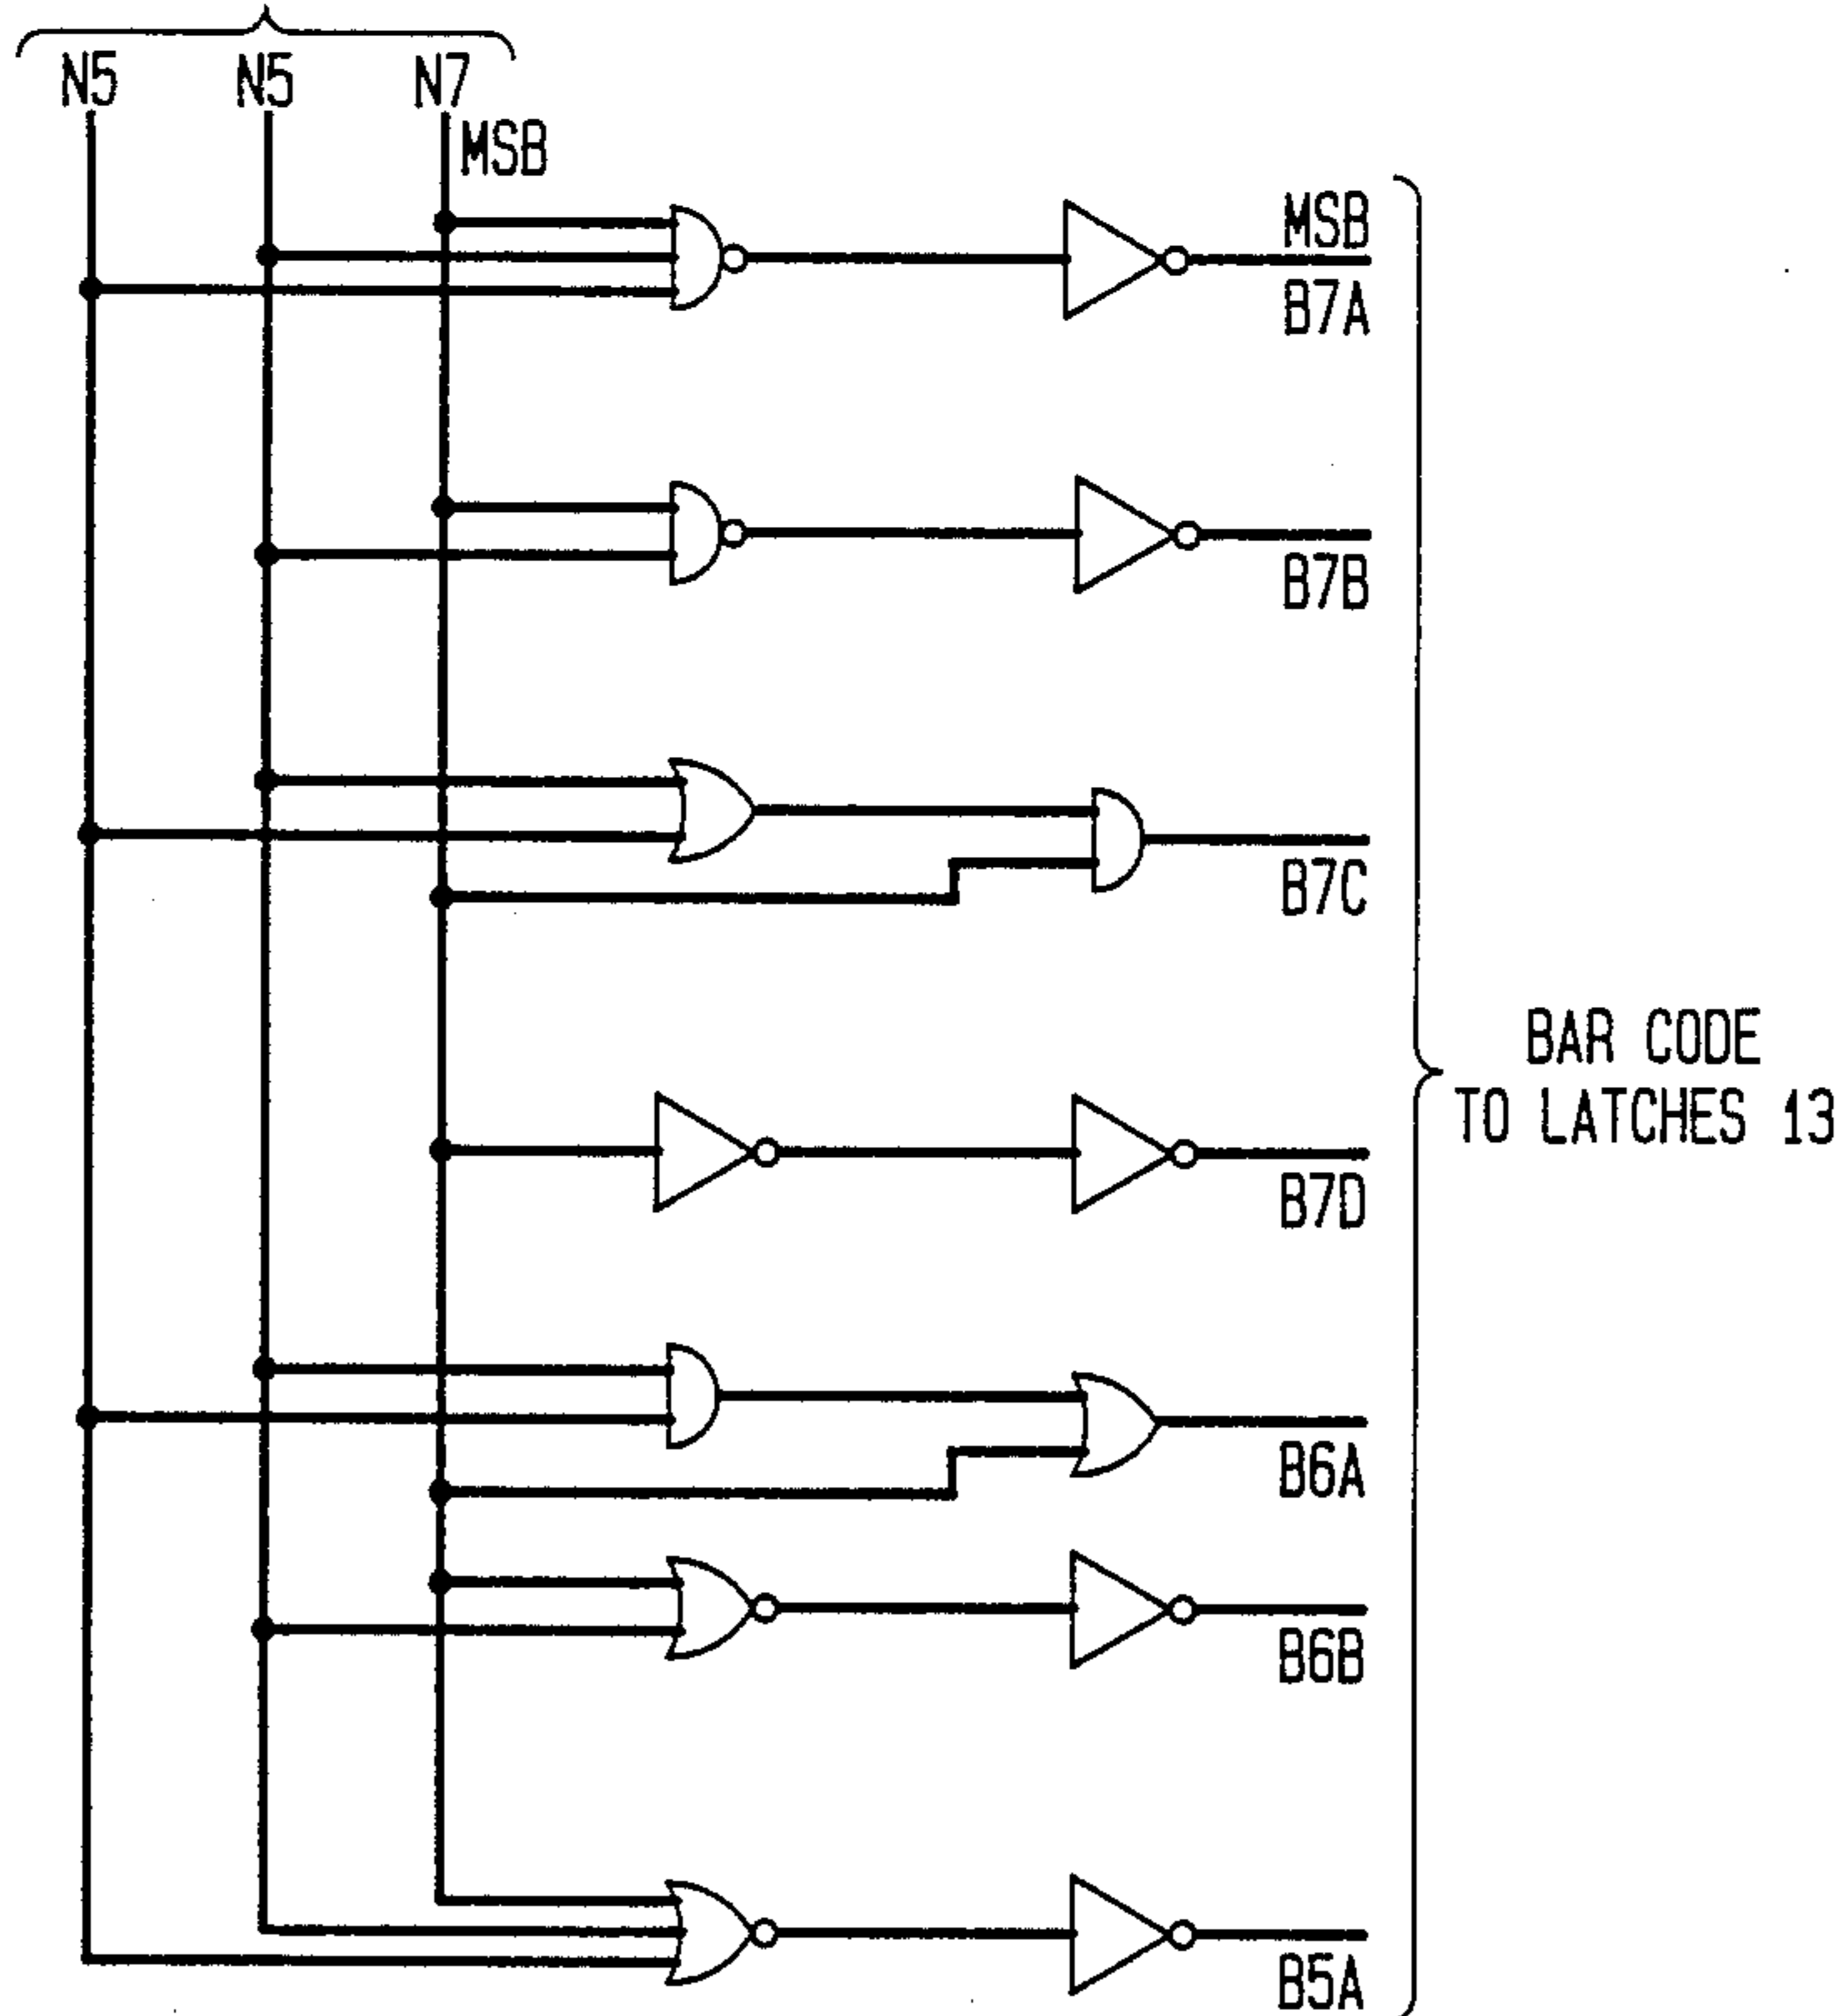 N5 N5 N7
MSB
MSB
B7A
B7B
B7C
B7D
BAR CODE
TO LATCHES 13
B6A
B6B
B5A